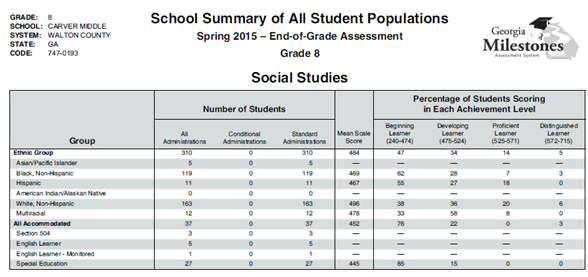 GRADE: 8
SCHOOL: CARVER MIDDLE
SYSTEM: WALTON COUNTY
STATE: GA
CODE: 747-0193
School Summary of All Student Populations
Spring 2015 – End-of-Grade Assessment
Grade 8
Georgia
Milestones
Assessment System
Social Studies
Number of Students Percentage of Students Scoring
in Each Achievement Level
Group All Administrations Conditional Administrations Standard Administrations Mean Scale Score Beginning Learner (240-474) Developing Learner (475-524) Proficient Learner (525-571) Distinguished Learner (572-715)
Ethnic Group 310 0 310 484 47 34 14 5
Asian/Pacific Islander 5 0 5 — — — — —
Black, Non-Hispanic 119 0 119 469 62 28 7 3
Hispanic 11 0 11 467 55 27 18 0
American Indian/Alaskan Native 0 0 0 — — — — —
White, Non-Hispanic 163 0 163 496 38 36 20 6
Multiracial 12 0 12 478 33 58 8 0
All Accommodated 37 0 37 452 76 22 0 3
Section 504 3 0 3 — — — — —
English Learner 5 0 5 — — — — —
English Learner - Monitored 1 0 1 — — — — —
Special Education 27 0 27 445 85 15 0 0